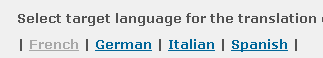 Select target language for the translation
| French | German | Italian | Spanish |